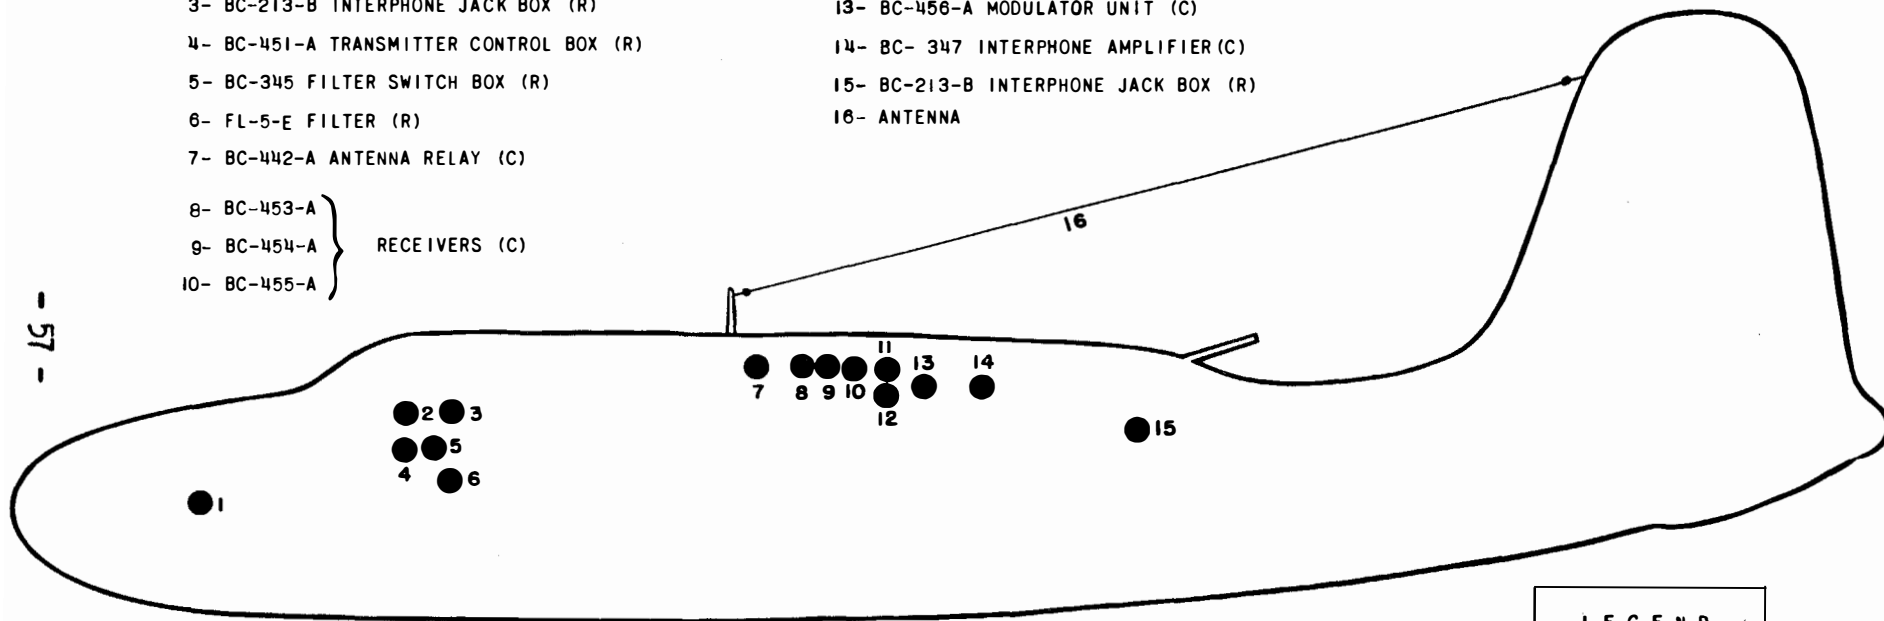 3- BC-213-B INTERPHONE JACK BOX (R)
4- BC-451-A TRANSMITTER CONTROL BOX (R)
5- BC-345 FILTER SWITCH BOX (R)
6- FL-5-E FILTER (R)
7- BC-442-A ANTENNA RELAY (C)
8- BC-453-A
9- BC-454-A
10- BC-455-A
RECEIVERS (C)
13- BC-456-A MODULATOR UNIT (C)
14- BC- 347 INTERPHONE AMPLIFIER (C)
15- BC-213-B INTERPHONE JACK BOX (R)
16- ANTENNA
- 57 -
16
11
13
14
7
8
9
10
12
2
3
15
5
4
6
1
LEGEND